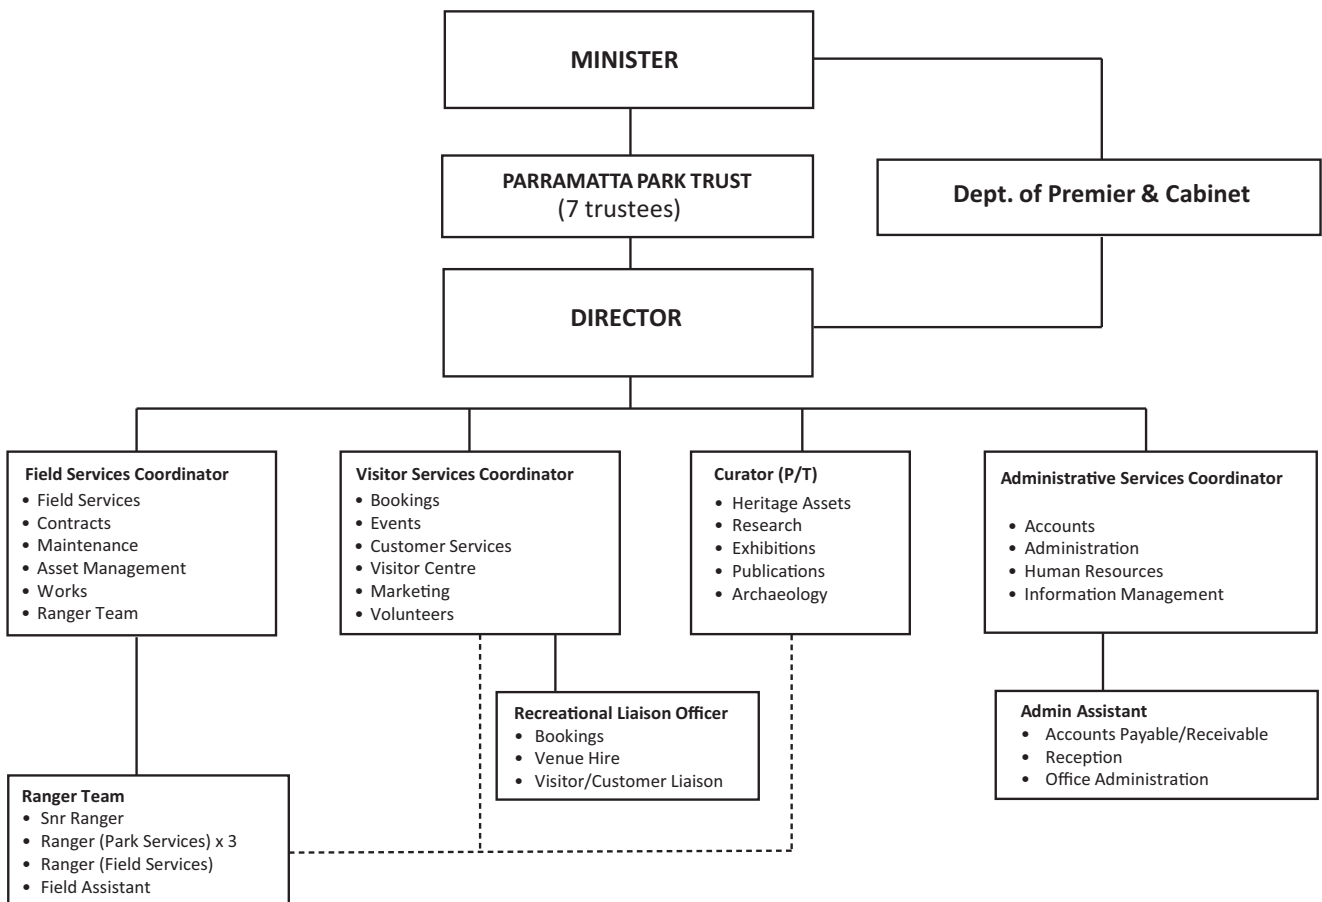 MINISTER
PARRAMATTA PARK TRUST
(7 trustees)
Dept. of Premier & Cabinet
DIRECTOR
Field Services Coordinator
• Field Services
• Contracts
• Maintenance
• Asset Management
• Works
• Ranger Team
Visitor Services Coordinator
• Bookings
• Events
• Customer Services
• Visitor Centre
• Marketing
• Volunteers
Curator (P/T)
• Heritage Assets
• Research
• Exhibitions
• Publications
• Archaeology
Administrative Services Coordinator
• Accounts
• Administration
• Human Resources
• Information Management
Recreational Liaison Officer
• Bookings
• Venue Hire
• Visitor/Customer Liaison
Admin Assistant
• Accounts Payable/Receivable
• Reception
• Office Administration
Ranger Team
• Snr Ranger
• Ranger (Park Services) x 3
• Ranger (Field Services)
• Field Assistant